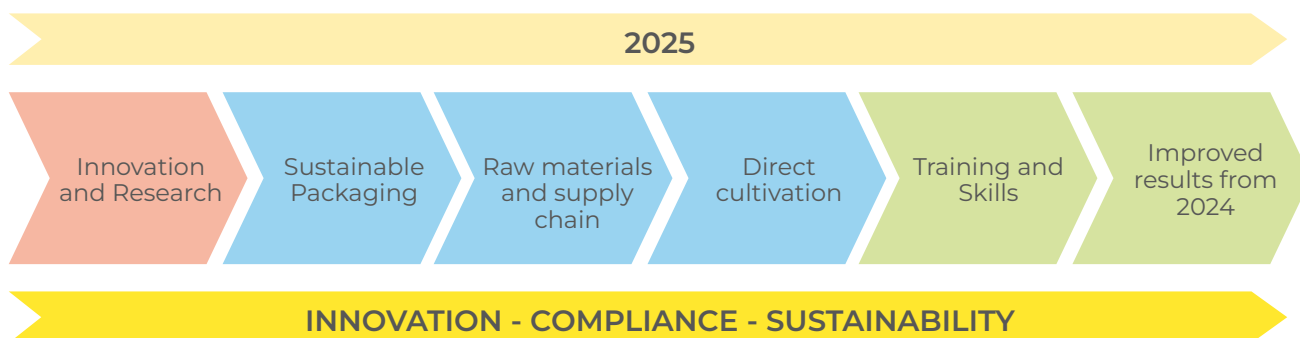 2025
Innovation
and Research
Sustainable
Packaging
Raw materials
and supply
chain
Direct
cultivation
Training and
Skills
Improved
results from
2024
INNOVATION - COMPLIANCE - SUSTAINABILITY